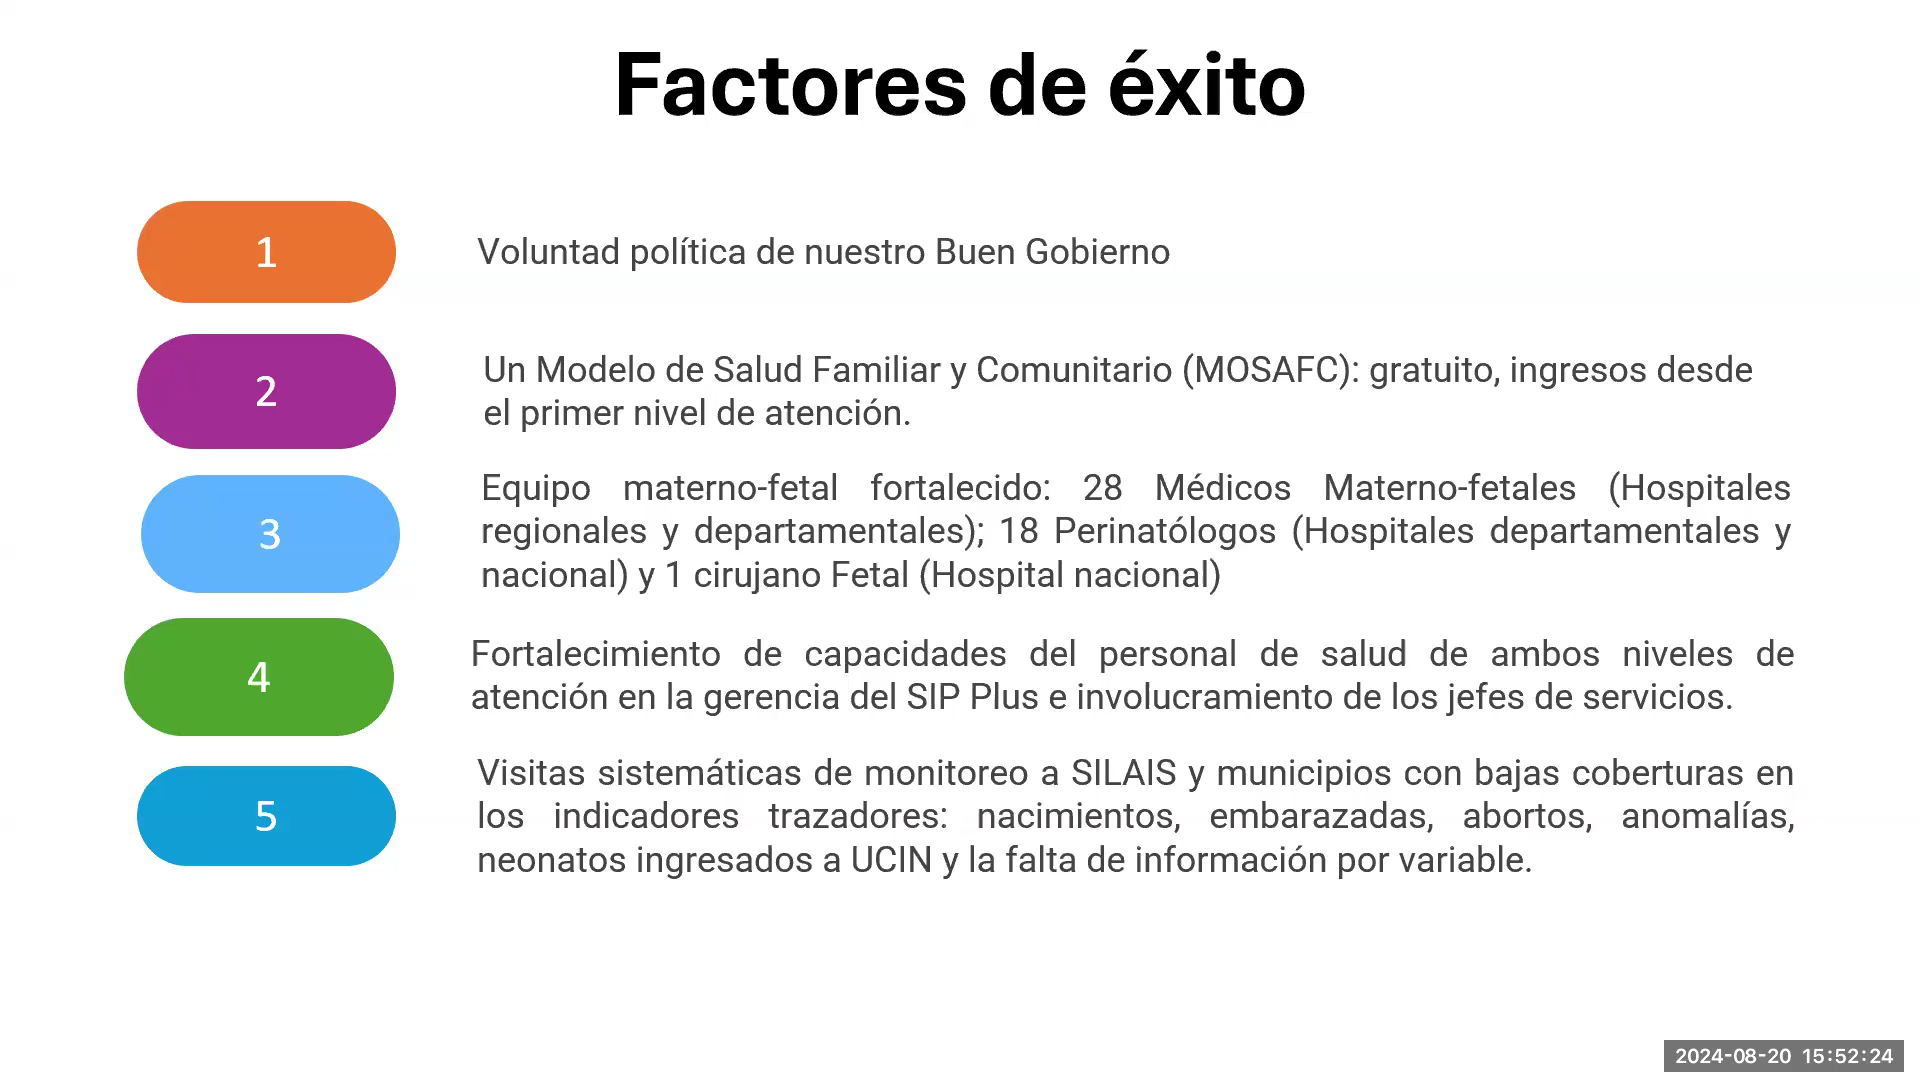 Factores de éxito
1
Voluntad política de nuestro Buen Gobierno
2
Un Modelo de Salud Familiar y Comunitario (MOSAFC): gratuito, ingresos desde
el primer nivel de atención.
3
Equipo materno-fetal fortalecido: 28 Médicos Materno-fetales (Hospitales
regionales y departamentales); 18 Perinatólogos (Hospitales departamentales y
nacional) y 1 cirujano Fetal (Hospital nacional)
4
Fortalecimiento de capacidades del personal de salud de ambos niveles de
atención en la gerencia del SIP Plus e involucramiento de los jefes de servicios.
5
Visitas sistemáticas de monitoreo a SILAIS y municipios con bajas coberturas en
los indicadores trazadores: nacimientos, embarazadas, abortos, anomalías,
neonatos ingresados a UCIN y la falta de información por variable.
2024-08-20 15:52:24